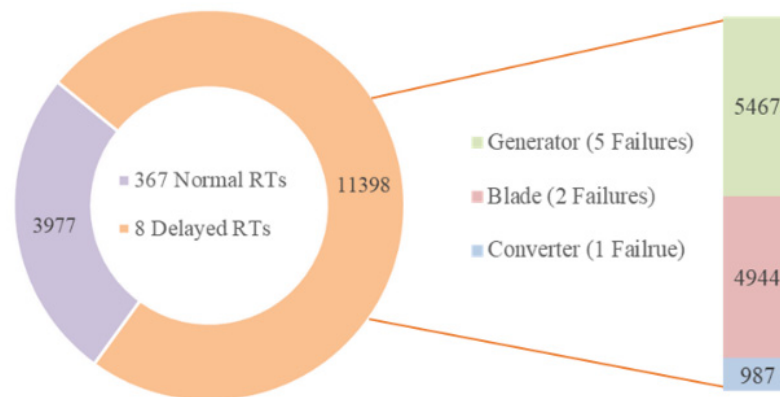 367 Normal RTs
8 Delayed RTs
3977
11398
Generator (5 Failures)
Blade (2 Failures)
Converter (1 Failrue)
5467
4944
987